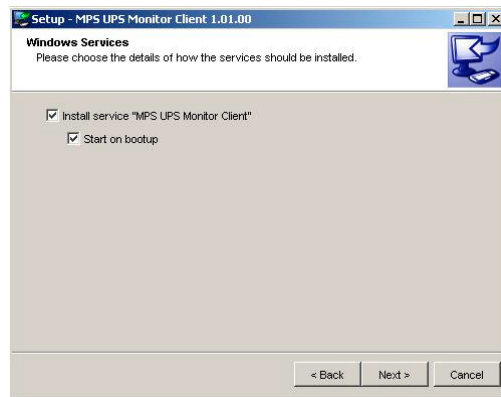 Setup - MPS UPS Monitor Client 1.01.00
Windows Services
Please choose the details of how the services should be installed.
Install service "MPS UPS Monitor Client"
Start on bootup
< Back Next > Cancel